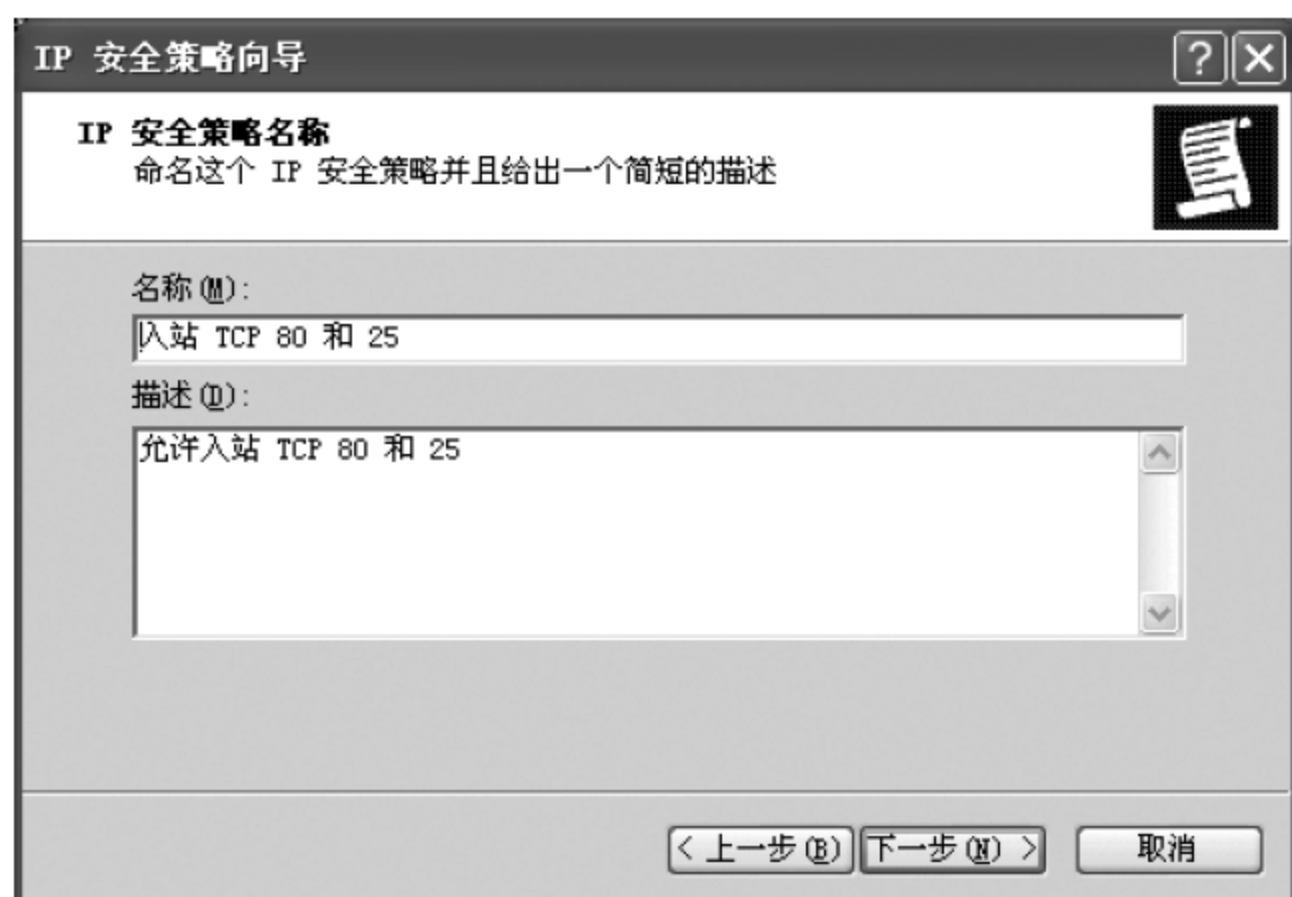 IP 安全策略向导
IP 安全策略名称
命名这个 IP 安全策略并且给出一个简短的描述
名称(M):
入站 TCP 80 和 25
描述(D):
允许入站 TCP 80 和 25
< 上一步(B) 下一步(N) > 取消